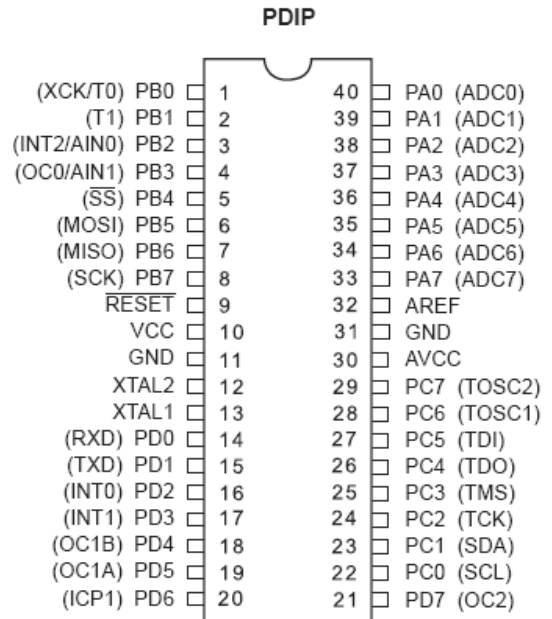 PDIP
(XCK/T0) PB0 1 40 PA0 (ADC0)
(T1) PB1 2 39 PA1 (ADC1)
(INT2/AIN0) PB2 3 38 PA2 (ADC2)
(OC0/AIN1) PB3 4 37 PA3 (ADC3)
(SS) PB4 5 36 PA4 (ADC4)
(MOSI) PB5 6 35 PA5 (ADC5)
(MISO) PB6 7 34 PA6 (ADC6)
(SCK) PB7 8 33 PA7 (ADC7)
RESET 9 32 AREF
VCC 10 31 GND
GND 11 30 AVCC
XTAL2 12 29 PC7 (TOSC2)
XTAL1 13 28 PC6 (TOSC1)
(RXD) PD0 14 27 PC5 (TDI)
(TXD) PD1 15 26 PC4 (TDO)
(INT0) PD2 16 25 PC3 (TMS)
(INT1) PD3 17 24 PC2 (TCK)
(OC1B) PD4 18 23 PC1 (SDA)
(OC1A) PD5 19 22 PC0 (SCL)
(ICP1) PD6 20 21 PD7 (OC2)